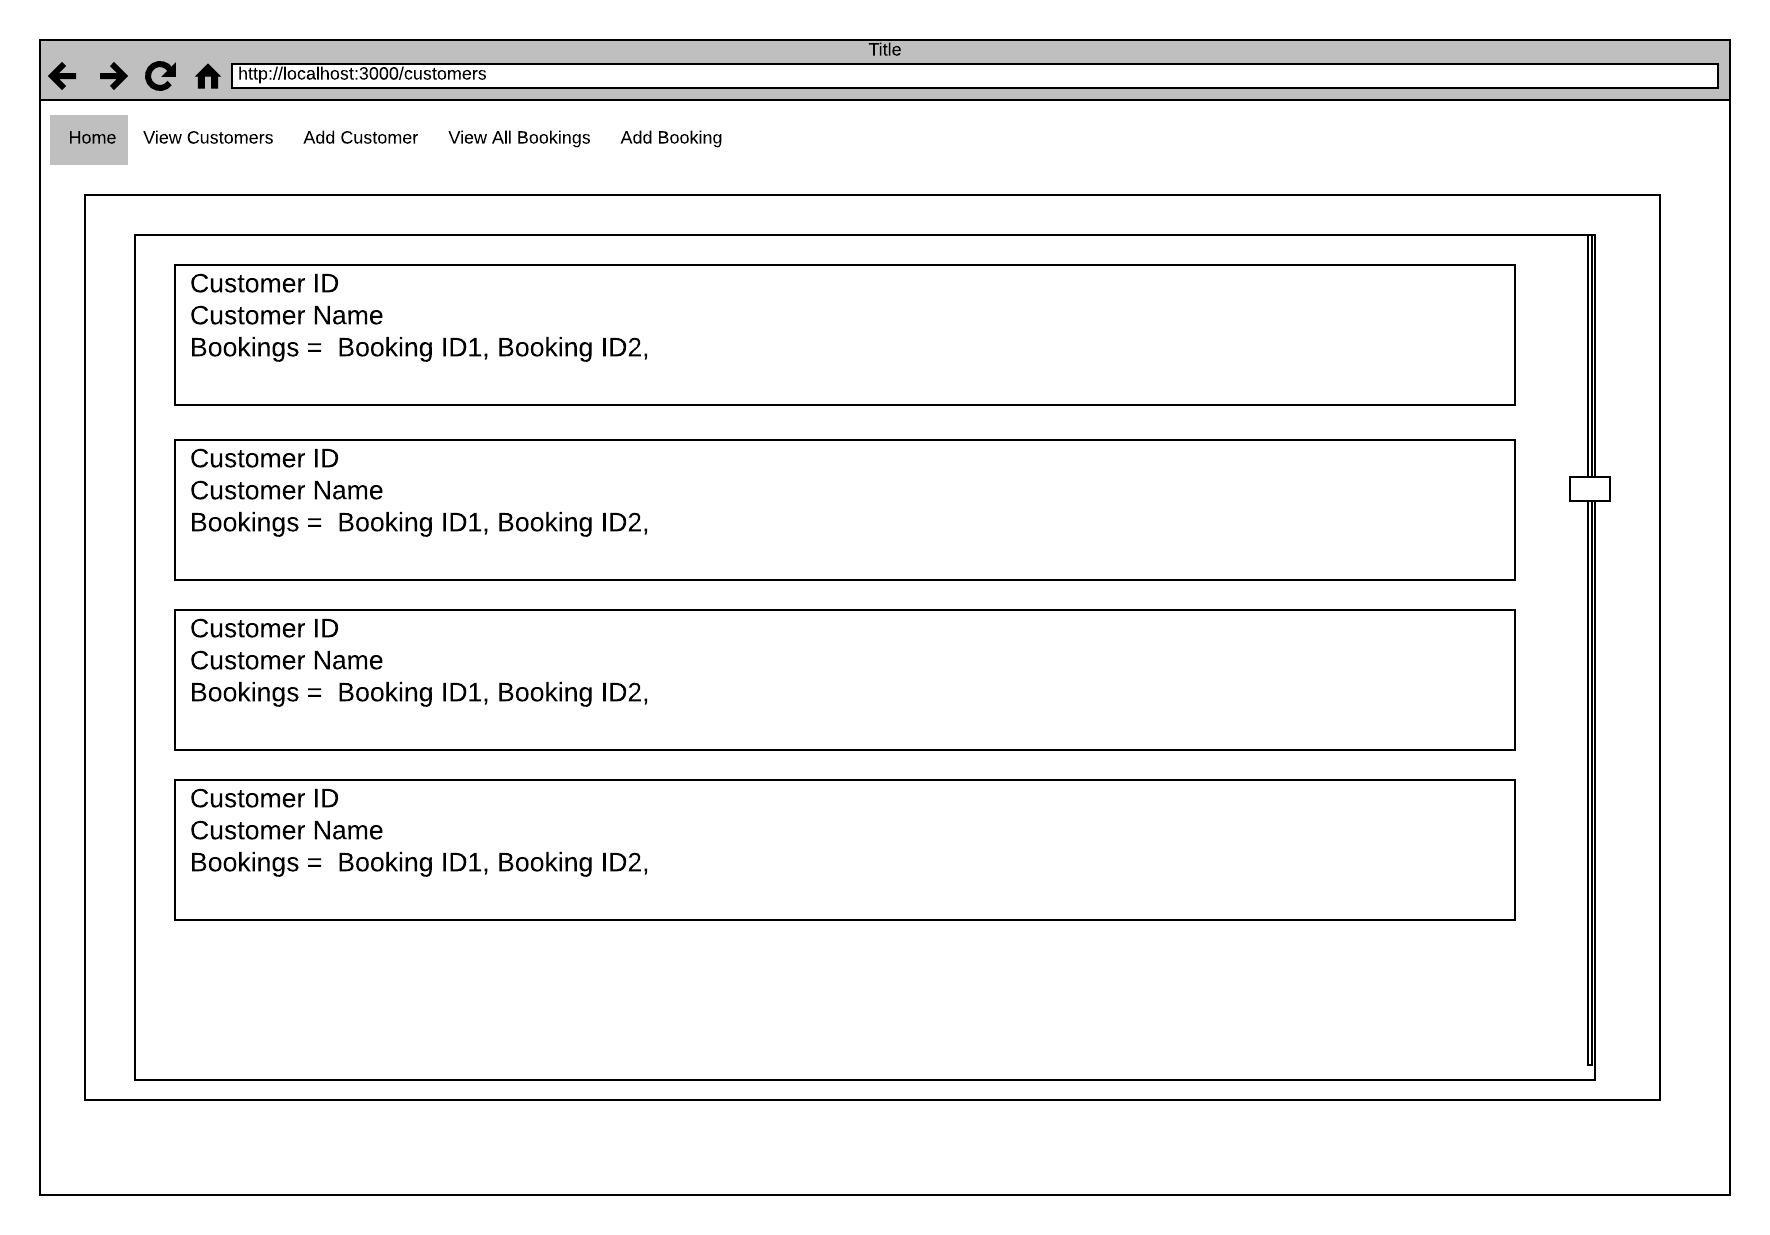 Title
http://localhost:3000/customers
Home View Customers Add Customer View All Bookings Add Booking
Customer ID
Customer Name
Bookings = Booking ID1, Booking ID2,
Customer ID
Customer Name
Bookings = Booking ID1, Booking ID2,
Customer ID
Customer Name
Bookings = Booking ID1, Booking ID2,
Customer ID
Customer Name
Bookings = Booking ID1, Booking ID2,